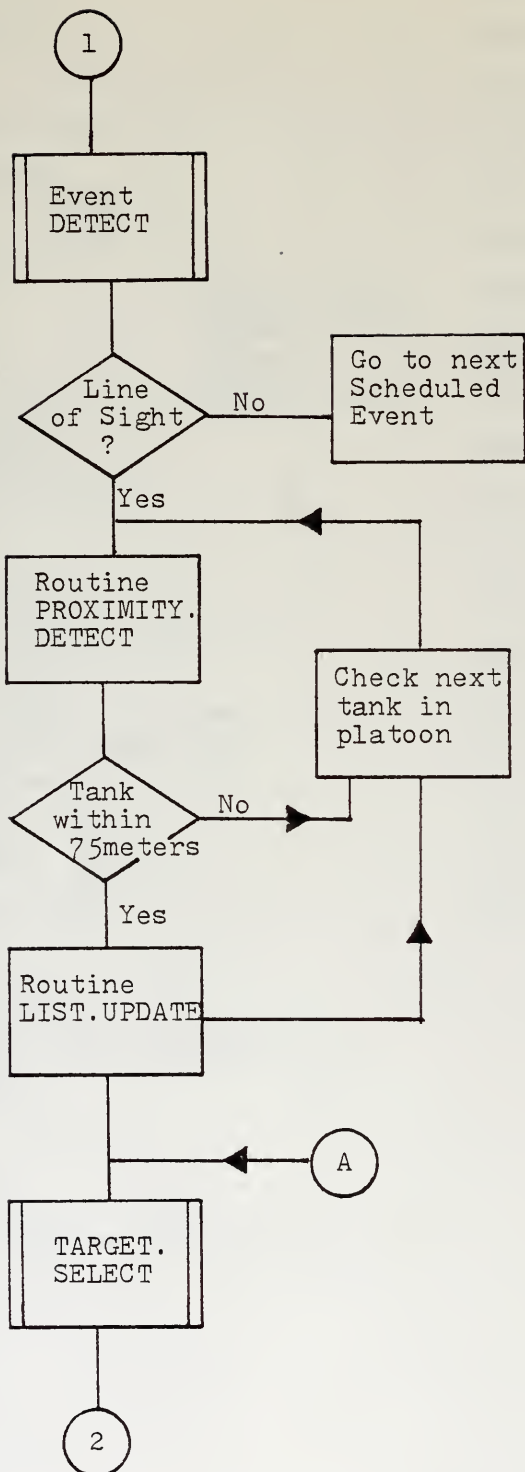 1
Event
DETECT
Line
of Sight
?
No
Go to next
Scheduled
Event
Yes
Routine
PROXIMITY.
DETECT
Check next
tank in
platoon
Tank
within
75meters
No
Yes
Routine
LIST.UPDATE
A
TARGET.
SELECT
2